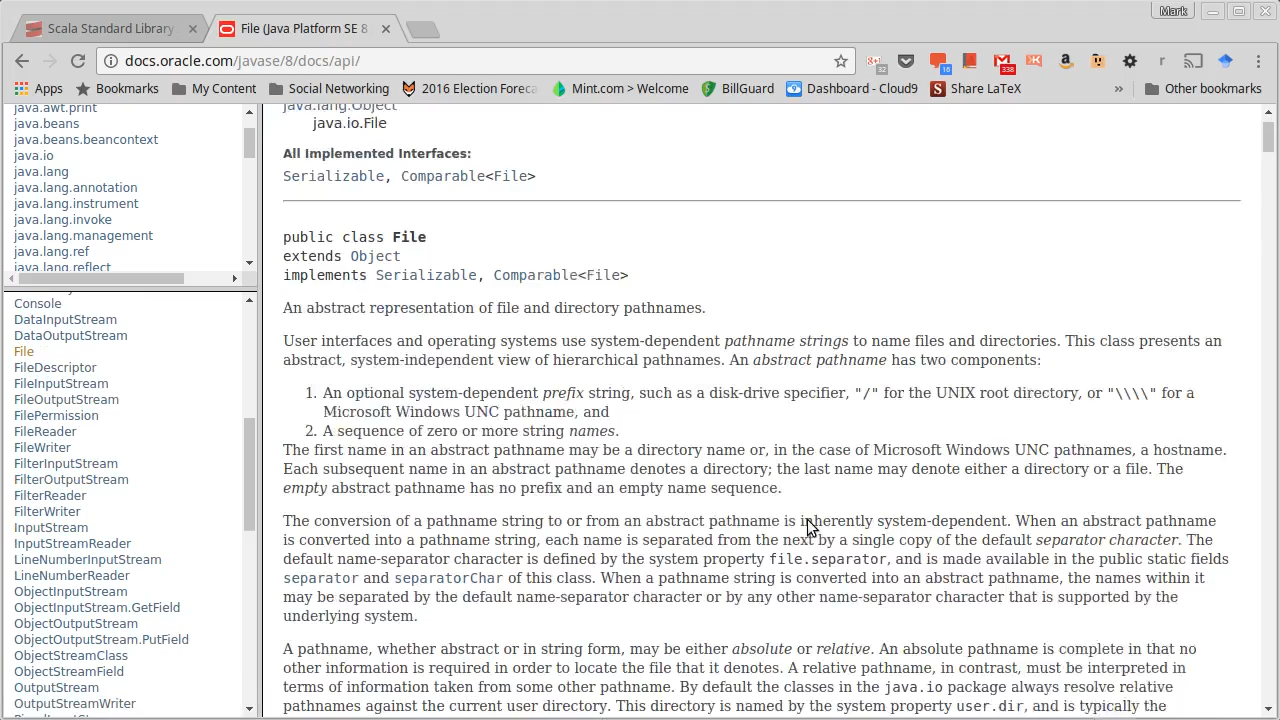 Mark
Scala Standard Library
File (Java Platform SE 8
docs.oracle.com/javase/8/docs/api/
32
16
338
r
Apps
Bookmarks
My Content
Social Networking
2016 Election Foreca
Mint.com > Welcome
BillGuard
Dashboard - Cloud9
Share LaTeX
»
Other bookmarks
java.awt.print
java.beans
java.beans.beancontext
java.io
java.lang
java.lang.annotation
java.lang.instrument
java.lang.invoke
java.lang.management
java.lang.ref
java.lang.reflect
Console
DataInputStream
DataOutputStream
File
FileDescriptor
FileInputStream
FileOutputStream
FilePermission
FileReader
FileWriter
FilterInputStream
FilterOutputStream
FilterReader
FilterWriter
InputStream
InputStreamReader
LineNumberInputStream
LineNumberReader
ObjectInputStream
ObjectInputStream.GetField
ObjectOutputStream
ObjectOutputStream.PutField
ObjectStreamClass
ObjectStreamField
OutputStream
OutputStreamWriter
java.lang.Object
java.io.File
All Implemented Interfaces:
Serializable, Comparable<File>
public class File
extends Object
implements Serializable, Comparable<File>
An abstract representation of file and directory pathnames.
User interfaces and operating systems use system-dependent pathname strings to name files and directories. This class presents an
abstract, system-independent view of hierarchical pathnames. An abstract pathname has two components:
1. An optional system-dependent prefix string, such as a disk-drive specifier, "/" for the UNIX root directory, or "\\\\" for a
Microsoft Windows UNC pathname, and
2. A sequence of zero or more string names.
The first name in an abstract pathname may be a directory name or, in the case of Microsoft Windows UNC pathnames, a hostname.
Each subsequent name in an abstract pathname denotes a directory; the last name may denote either a directory or a file. The
empty abstract pathname has no prefix and an empty name sequence.
The conversion of a pathname string to or from an abstract pathname is inherently system-dependent. When an abstract pathname
is converted into a pathname string, each name is separated from the next by a single copy of the default separator character. The
default name-separator character is defined by the system property file.separator, and is made available in the public static fields
separator and separatorChar of this class. When a pathname string is converted into an abstract pathname, the names within it
may be separated by the default name-separator character or by any other name-separator character that is supported by the
underlying system.
A pathname, whether abstract or in string form, may be either absolute or relative. An absolute pathname is complete in that no
other information is required in order to locate the file that it denotes. A relative pathname, in contrast, must be interpreted in
terms of information taken from some other pathname. By default the classes in the java.io package always resolve relative
pathnames against the current user directory. This directory is named by the system property user.dir, and is typically the